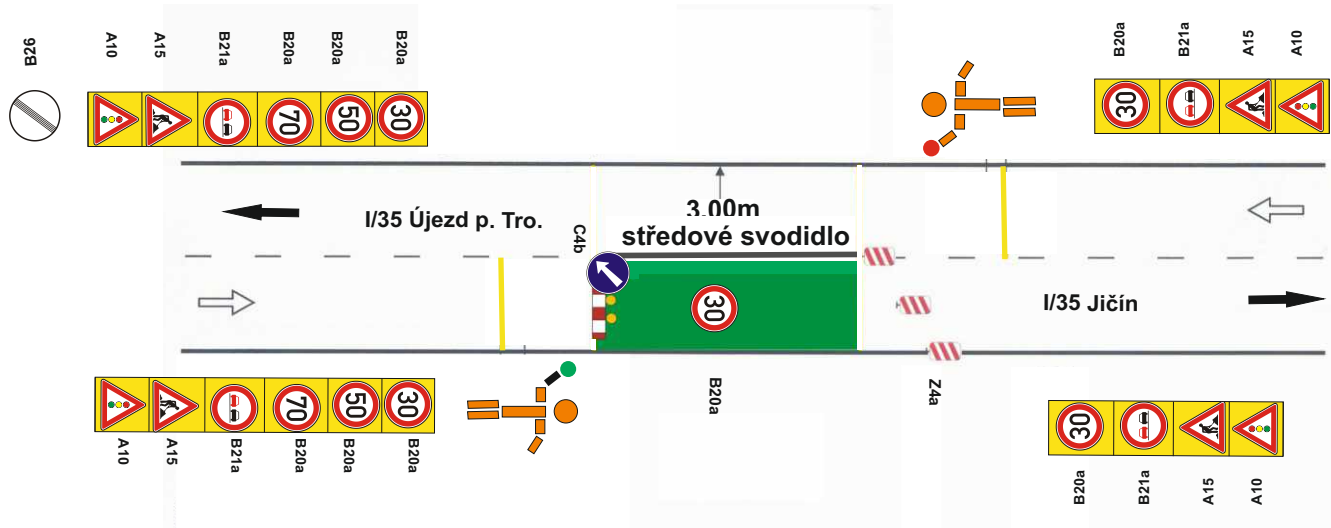 B26
A10
A15
B21a
B20a
B20a
B20a
B20a
B21a
A15
A10
70
50
30
30
I/35 Újezd p. Tro.
C4b
3.00m
středové svodidlo
30
I/35 Jičín
B20a
Z4a
70
50
30
A10
A15
B21a
B20a
B20a
B20a
30
B20a
B21a
A15
A10